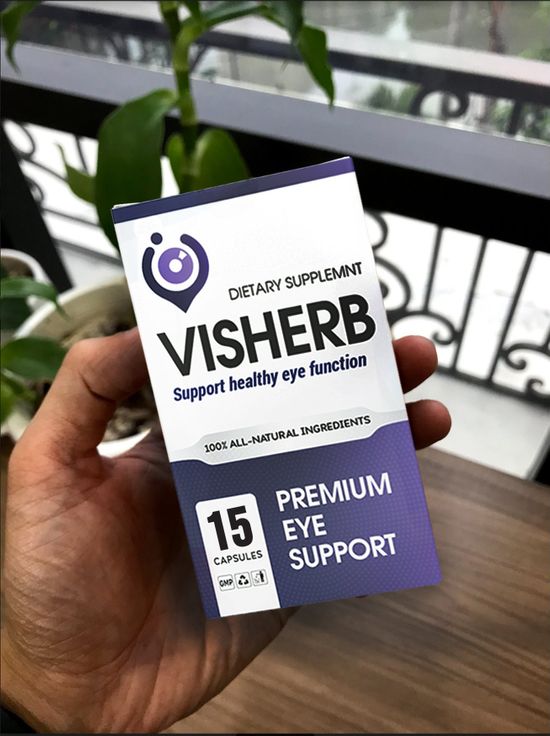 DIETARY SUPPLEMNT
VISHERB
Support healthy eye function
100% ALL-NATURAL INGREDIENTS
15
CAPSULES
GMP
PREMIUM
EYE
SUPPORT